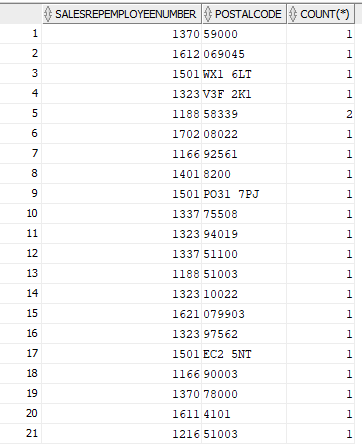 SALESREPEMPLOYEENUMBER POSTALCODE COUNT(*)
1 1370 59000 1
2 1612 069045 1
3 1501 WX1 6LT 1
4 1323 V3F 2K1 1
5 1188 58339 2
6 1702 08022 1
7 1166 92561 1
8 1401 8200 1
9 1501 PO31 7PJ 1
10 1337 75508 1
11 1323 94019 1
12 1337 51100 1
13 1188 51003 1
14 1323 10022 1
15 1621 079903 1
16 1323 97562 1
17 1501 EC2 5NT 1
18 1166 90003 1
19 1370 78000 1
20 1611 4101 1
21 1216 51003 1